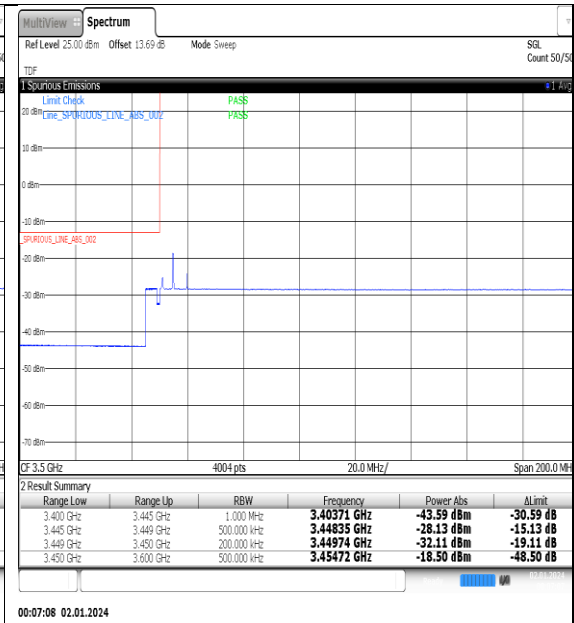 MultiView Spectrum
Ref Level 25.00 dBm Offset 13.69 dB Mode Sweep SGL
Count 50/50
TDF
1 Spurious Emissions 1 Avg
Limit Check PASS
20 dBm Line_SPURIOUS_LINE_ABS_002 PASS
10 dBm
0 dBm
-10 dBm
_SPURIOUS_LINE_ABS_002
-20 dBm
-30 dBm
-40 dBm
-50 dBm
-60 dBm
-70 dBm
CF 3.5 GHz 4004 pts 20.0 MHz/ Span 200.0 MH
2 Result Summary
Range Low Range Up RBW Frequency Power Abs ΔLimit
3.400 GHz 3.445 GHz 1.000 MHz 3.40371 GHz -43.59 dBm -30.59 dB
3.445 GHz 3.449 GHz 500.000 kHz 3.44835 GHz -28.13 dBm -15.13 dB
3.449 GHz 3.450 GHz 200.000 kHz 3.44974 GHz -32.11 dBm -19.11 dB
3.450 GHz 3.600 GHz 500.000 kHz 3.45472 GHz -18.50 dBm -48.50 dB
02.01.2024
00:07:08 02.01.2024